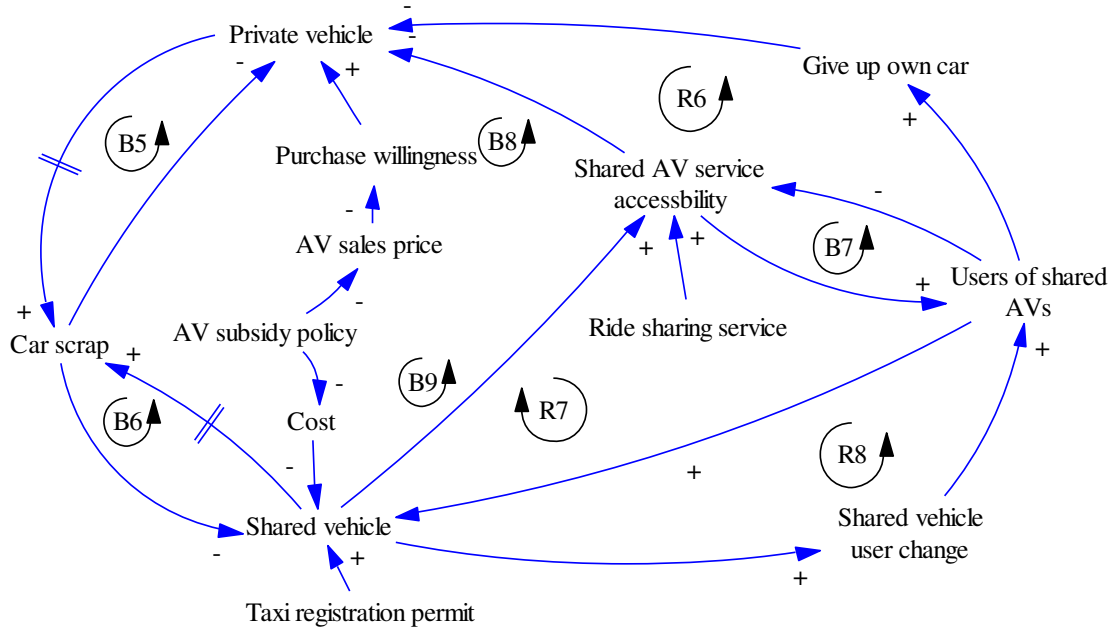 -
Private vehicle
-
-
+
Give up own car
R6
+
B5
B8
Purchase willingness
Shared AV service
accessbility
-
-
+
+
B7
AV sales price
Users of shared
AVs
+
-
+
AV subsidy policy
Ride sharing service
Car scrap
+
+
B9
-
B6
R7
Cost
R8
-
+
Shared vehicle
Shared vehicle
user change
-
+
+
Taxi registration permit